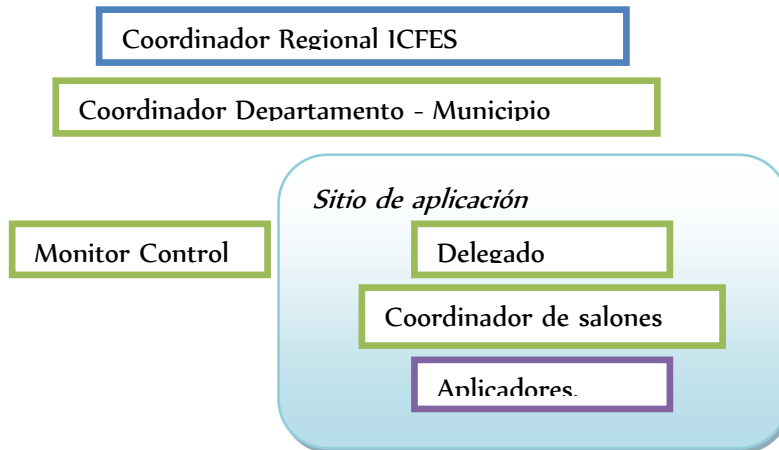 Coordinador Regional ICFES
Coordinador Departamento - Municipio
Sitio de aplicación
Monitor Control
Delegado
Coordinador de salones
Aplicadores.